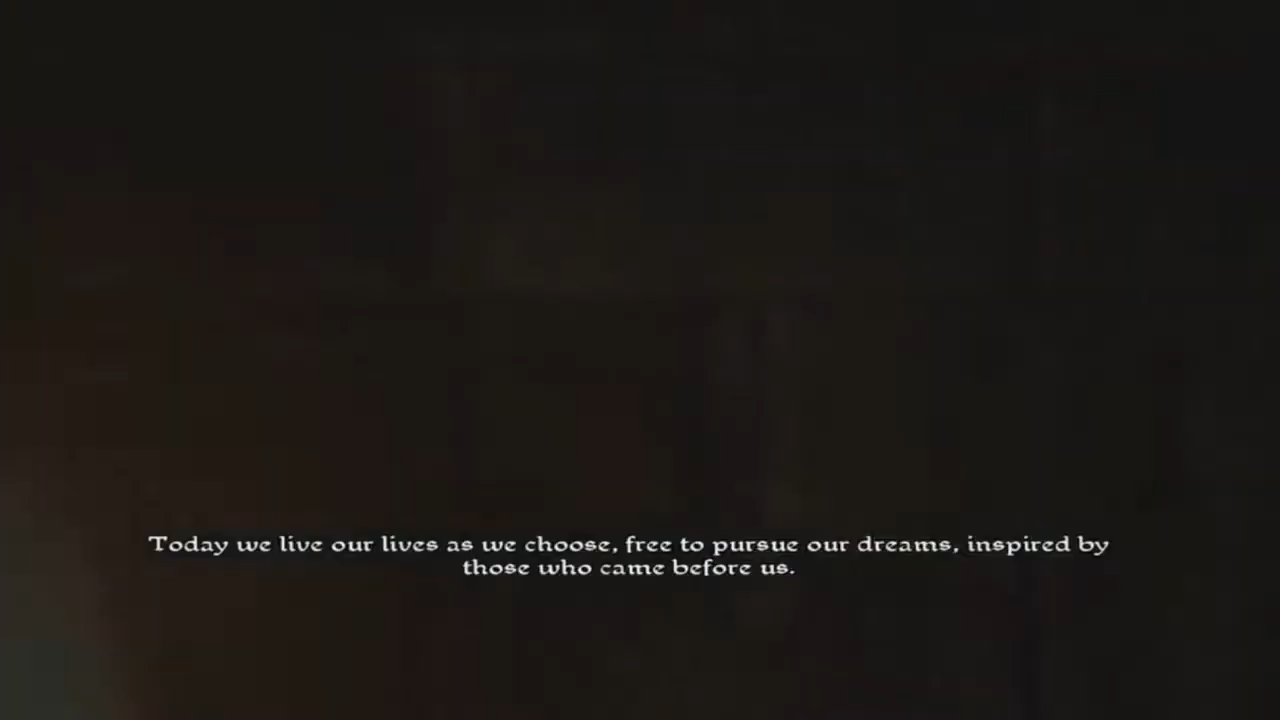 Today we live our lives as we choose, free to pursue our dreams, inspired by
those who came before us.